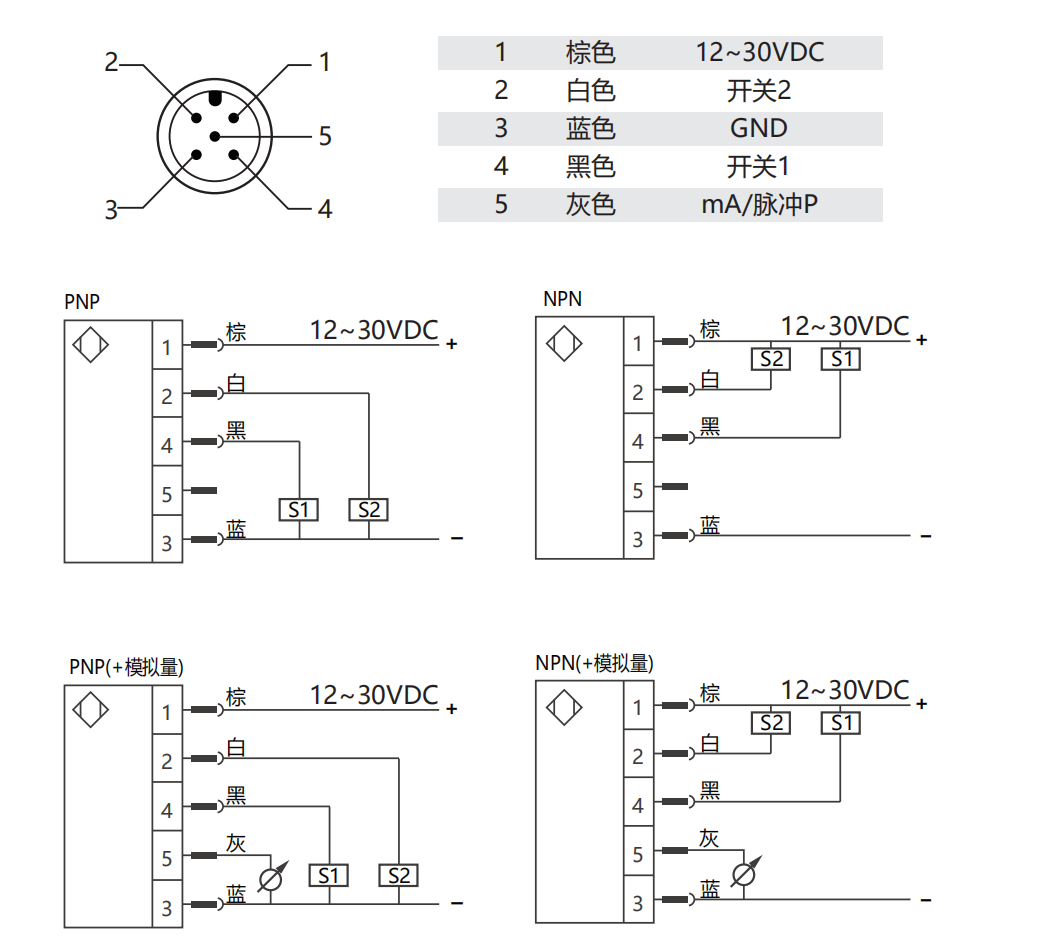 2
1
5
3
4
1 棕色 12~30VDC
2 白色 开关2
3 蓝色 GND
4 黑色 开关1
5 灰色 mA/脉冲P
PNP
1 棕 12~30VDC +
2 白
4 黑
5
S1 S2
3 蓝 −
NPN
1 棕 12~30VDC +
S2 S1
2 白
4 黑
5
3 蓝 −
PNP(+模拟量)
1 棕 12~30VDC +
2 白
4 黑
5 灰
S1 S2
3 蓝 −
NPN(+模拟量)
1 棕 12~30VDC +
S2 S1
2 白
4 黑
5 灰
3 蓝 −